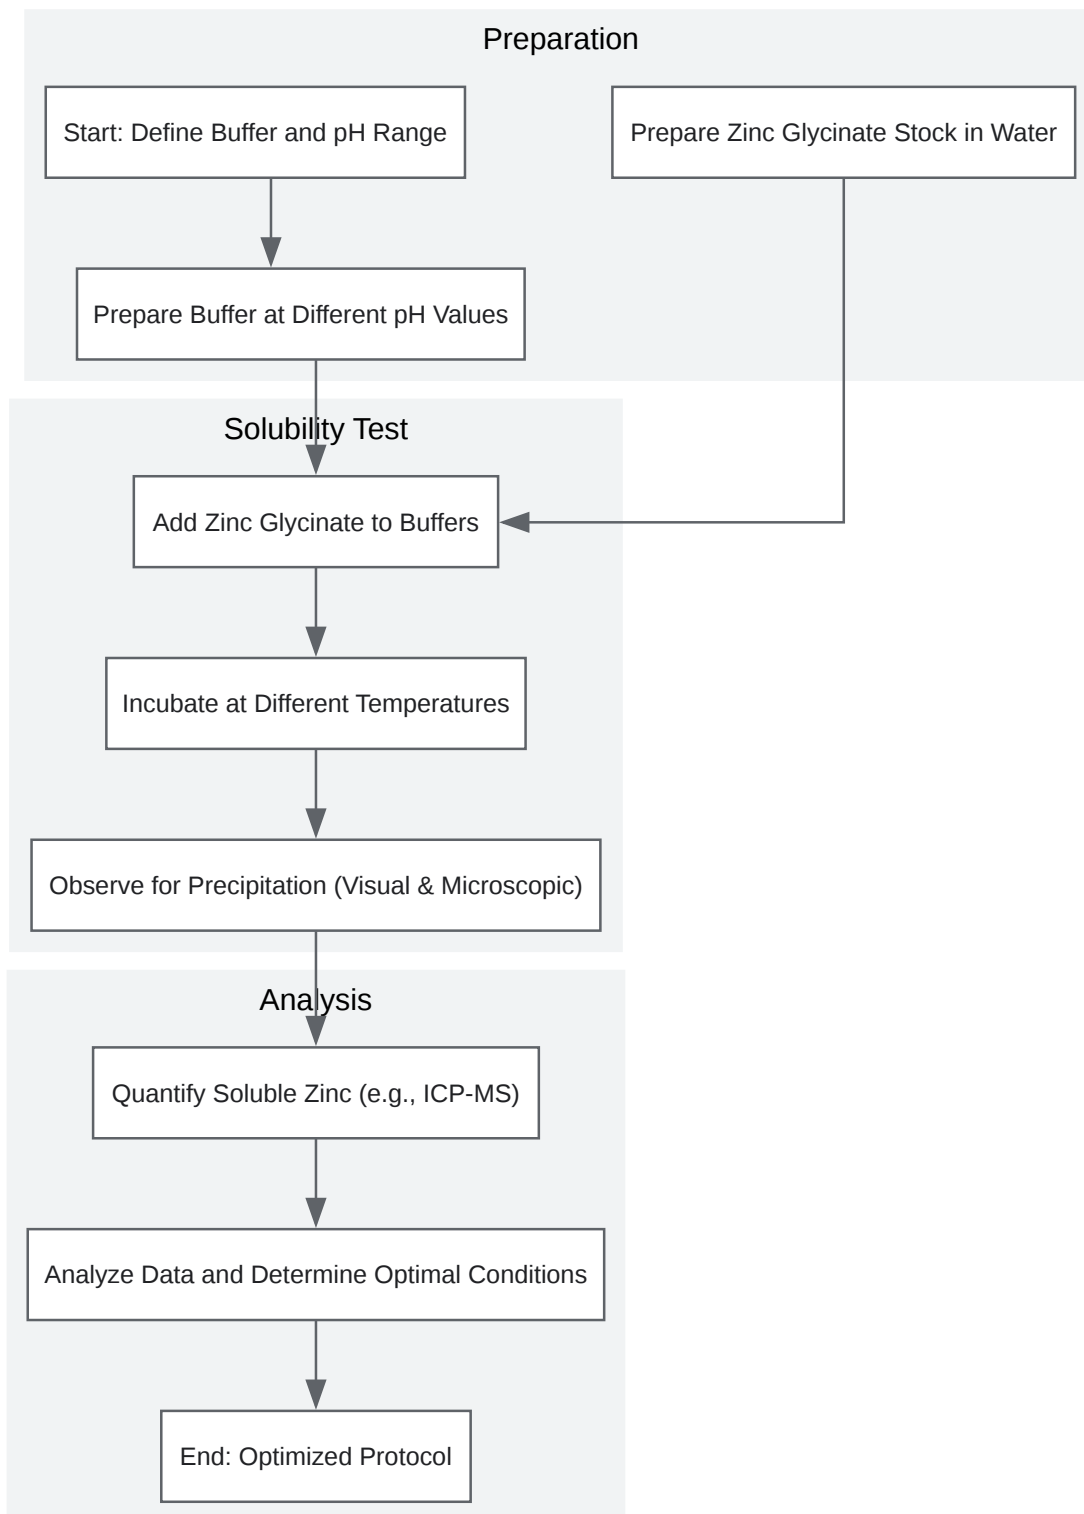 Preparation
Start: Define Buffer and pH Range
Prepare Zinc Glycinate Stock in Water
Prepare Buffer at Different pH Values
Solubility Test
Add Zinc Glycinate to Buffers
Incubate at Different Temperatures
Observe for Precipitation (Visual & Microscopic)
Analysis
Quantify Soluble Zinc (e.g., ICP-MS)
Analyze Data and Determine Optimal Conditions
End: Optimized Protocol